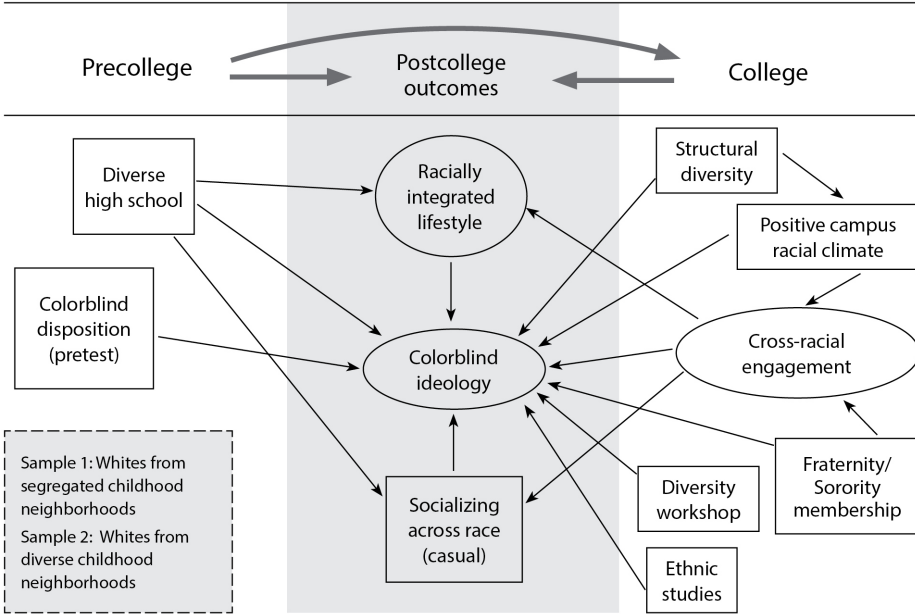 Precollege
Postcollege
outcomes
College
Diverse
high school
Colorblind
disposition
(pretest)
Sample 1: Whites from
segregated childhood
neighborhoods
Sample 2:  Whites from
diverse childhood
neighborhoods
Racially
integrated
lifestyle
Colorblind
ideology
Socializing
across race
(casual)
Structural
diversity
Positive campus
racial climate
Cross-racial
engagement
Fraternity/
Sorority
membership
Diversity
workshop
Ethnic
studies